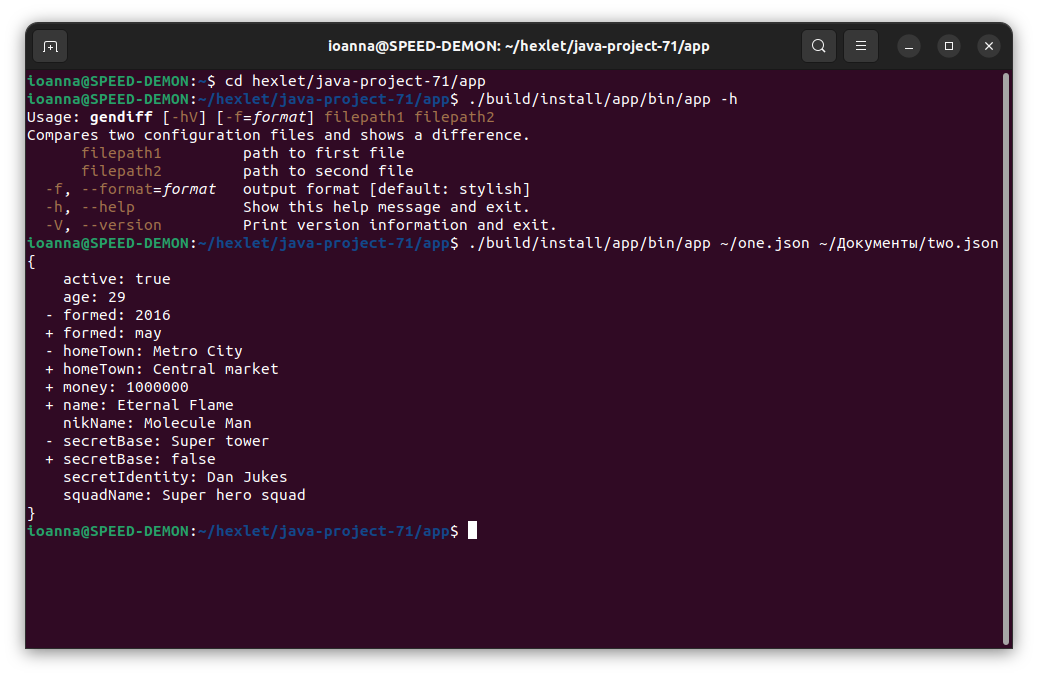 ioanna@SPEED-DEMON: ~/hexlet/java-project-71/app
ioanna@SPEED-DEMON:~$ cd hexlet/java-project-71/app
ioanna@SPEED-DEMON:~/hexlet/java-project-71/app$ ./build/install/app/bin/app -h
Usage: gendiff [-hV] [-f=format] filepath1 filepath2
Compares two configuration files and shows a difference.
      filepath1         path to first file
      filepath2         path to second file
  -f, --format=format   output format [default: stylish]
  -h, --help            Show this help message and exit.
  -V, --version         Print version information and exit.
ioanna@SPEED-DEMON:~/hexlet/java-project-71/app$ ./build/install/app/bin/app ~/one.json ~/Документы/two.json
{
    active: true
    age: 29
  - formed: 2016
  + formed: may
  - homeTown: Metro City
  + homeTown: Central market
  + money: 1000000
  + name: Eternal Flame
    nikName: Molecule Man
  - secretBase: Super tower
  + secretBase: false
    secretIdentity: Dan Jukes
    squadName: Super hero squad
}
ioanna@SPEED-DEMON:~/hexlet/java-project-71/app$